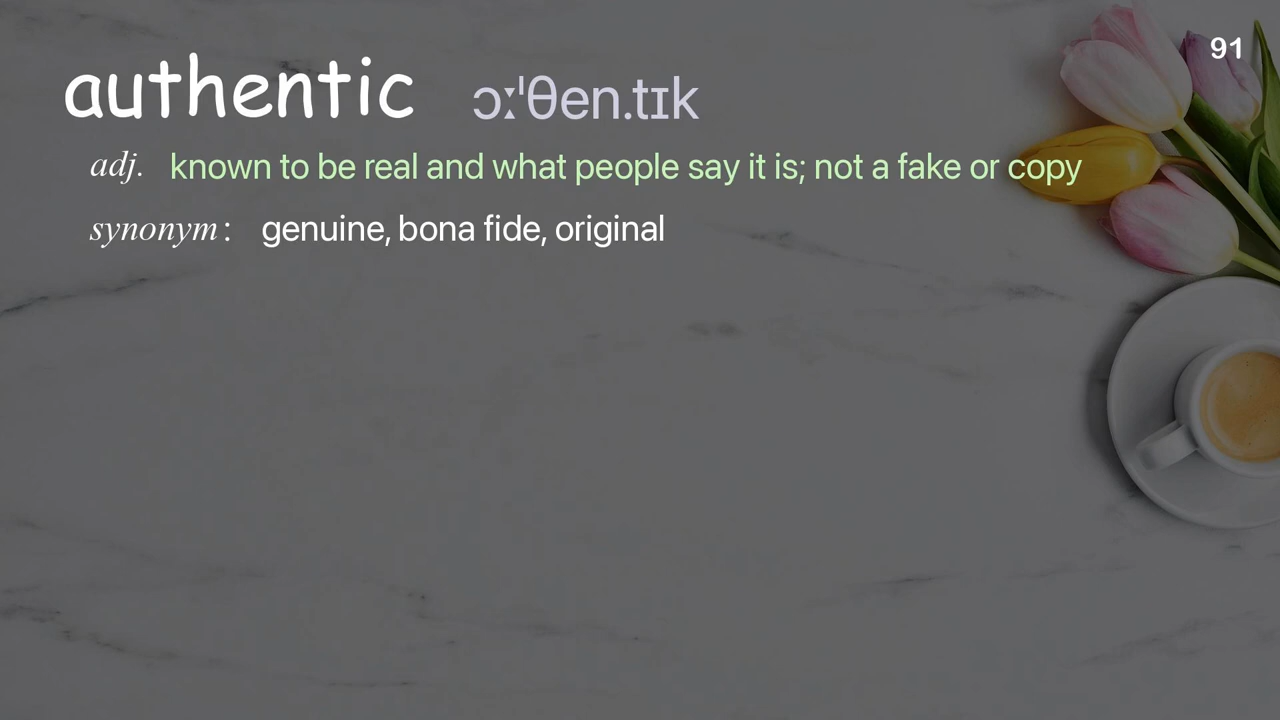 91
authentic ɔːˈθen.tɪk
adj. known to be real and what people say it is; not a fake or copy
synonym : genuine, bona fide, original